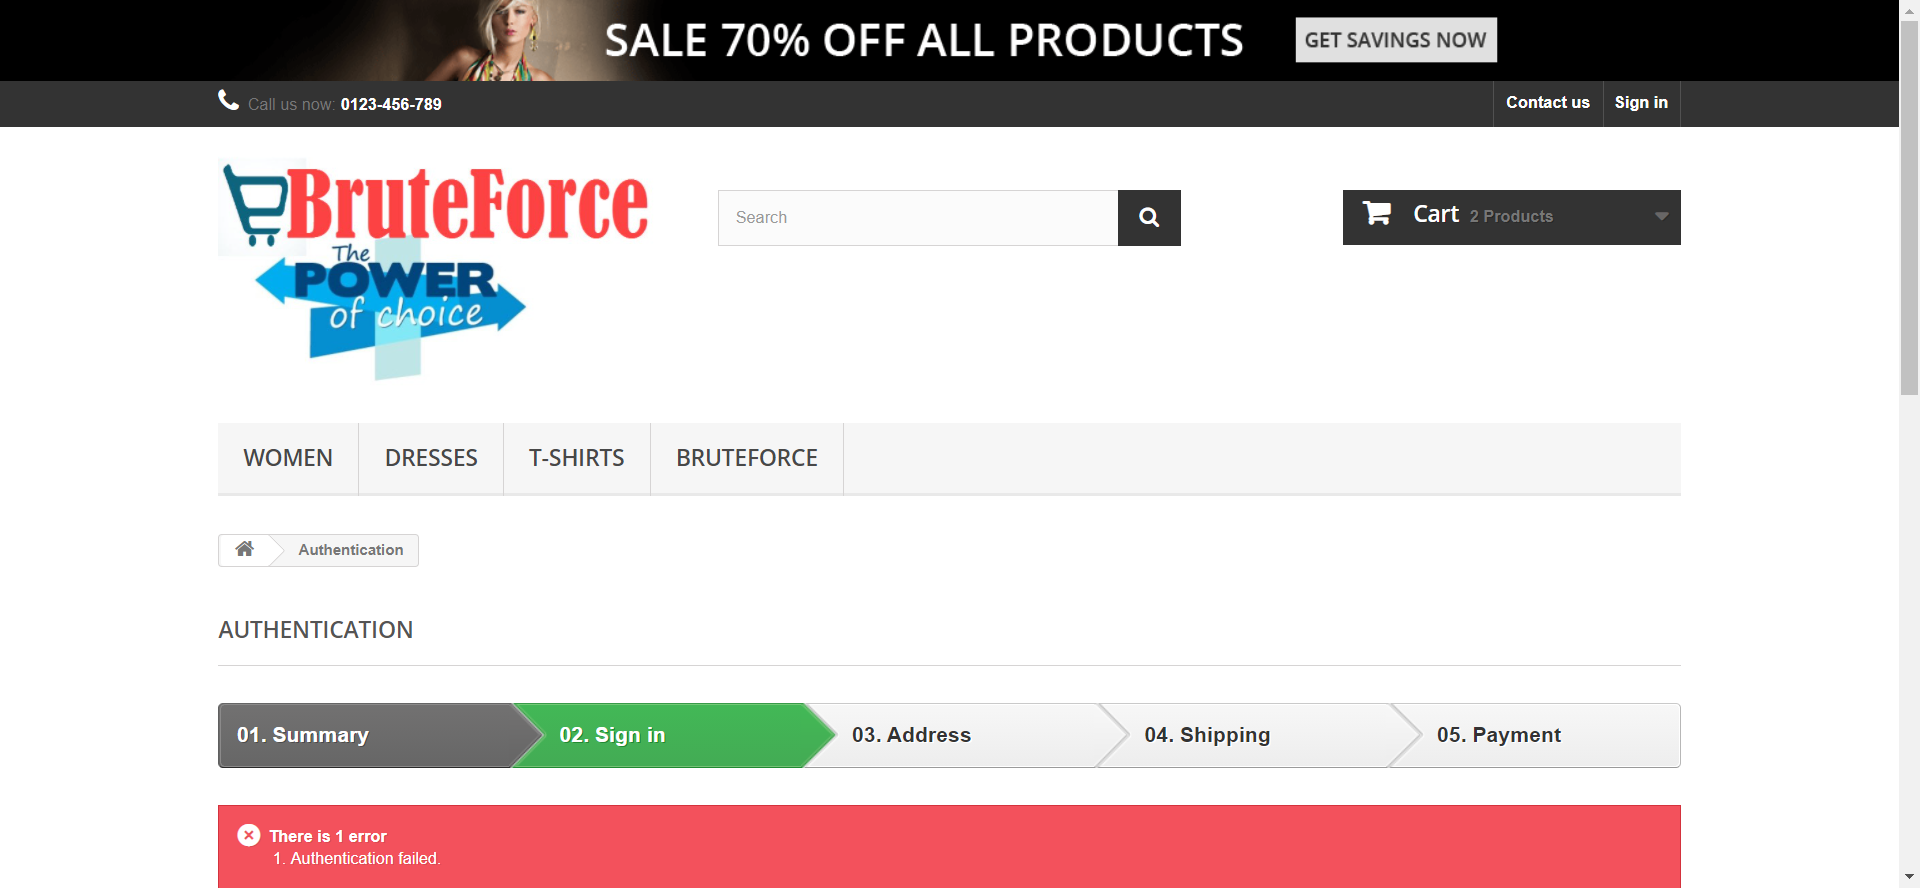 SALE 70% OFF ALL PRODUCTS GET SAVINGS NOW
Call us now: 0123-456-789 Contact us Sign in
BruteForce
The
POWER
of choice
Search
Cart 2 Products
WOMEN DRESSES T-SHIRTS BRUTEFORCE
Authentication
AUTHENTICATION
01. Summary 02. Sign in 03. Address 04. Shipping 05. Payment
There is 1 error
1. Authentication failed.